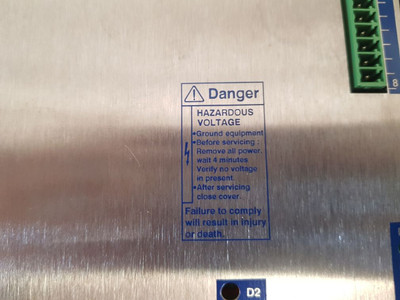 Danger
HAZARDOUS
VOLTAGE
•Ground equipment
•Before servicing :
Remove all power.
wait 4 minutes
Verify no voltage
in present.
•After servicing
close cover.
Failure to comply
will result in injury
or death.
8
D2